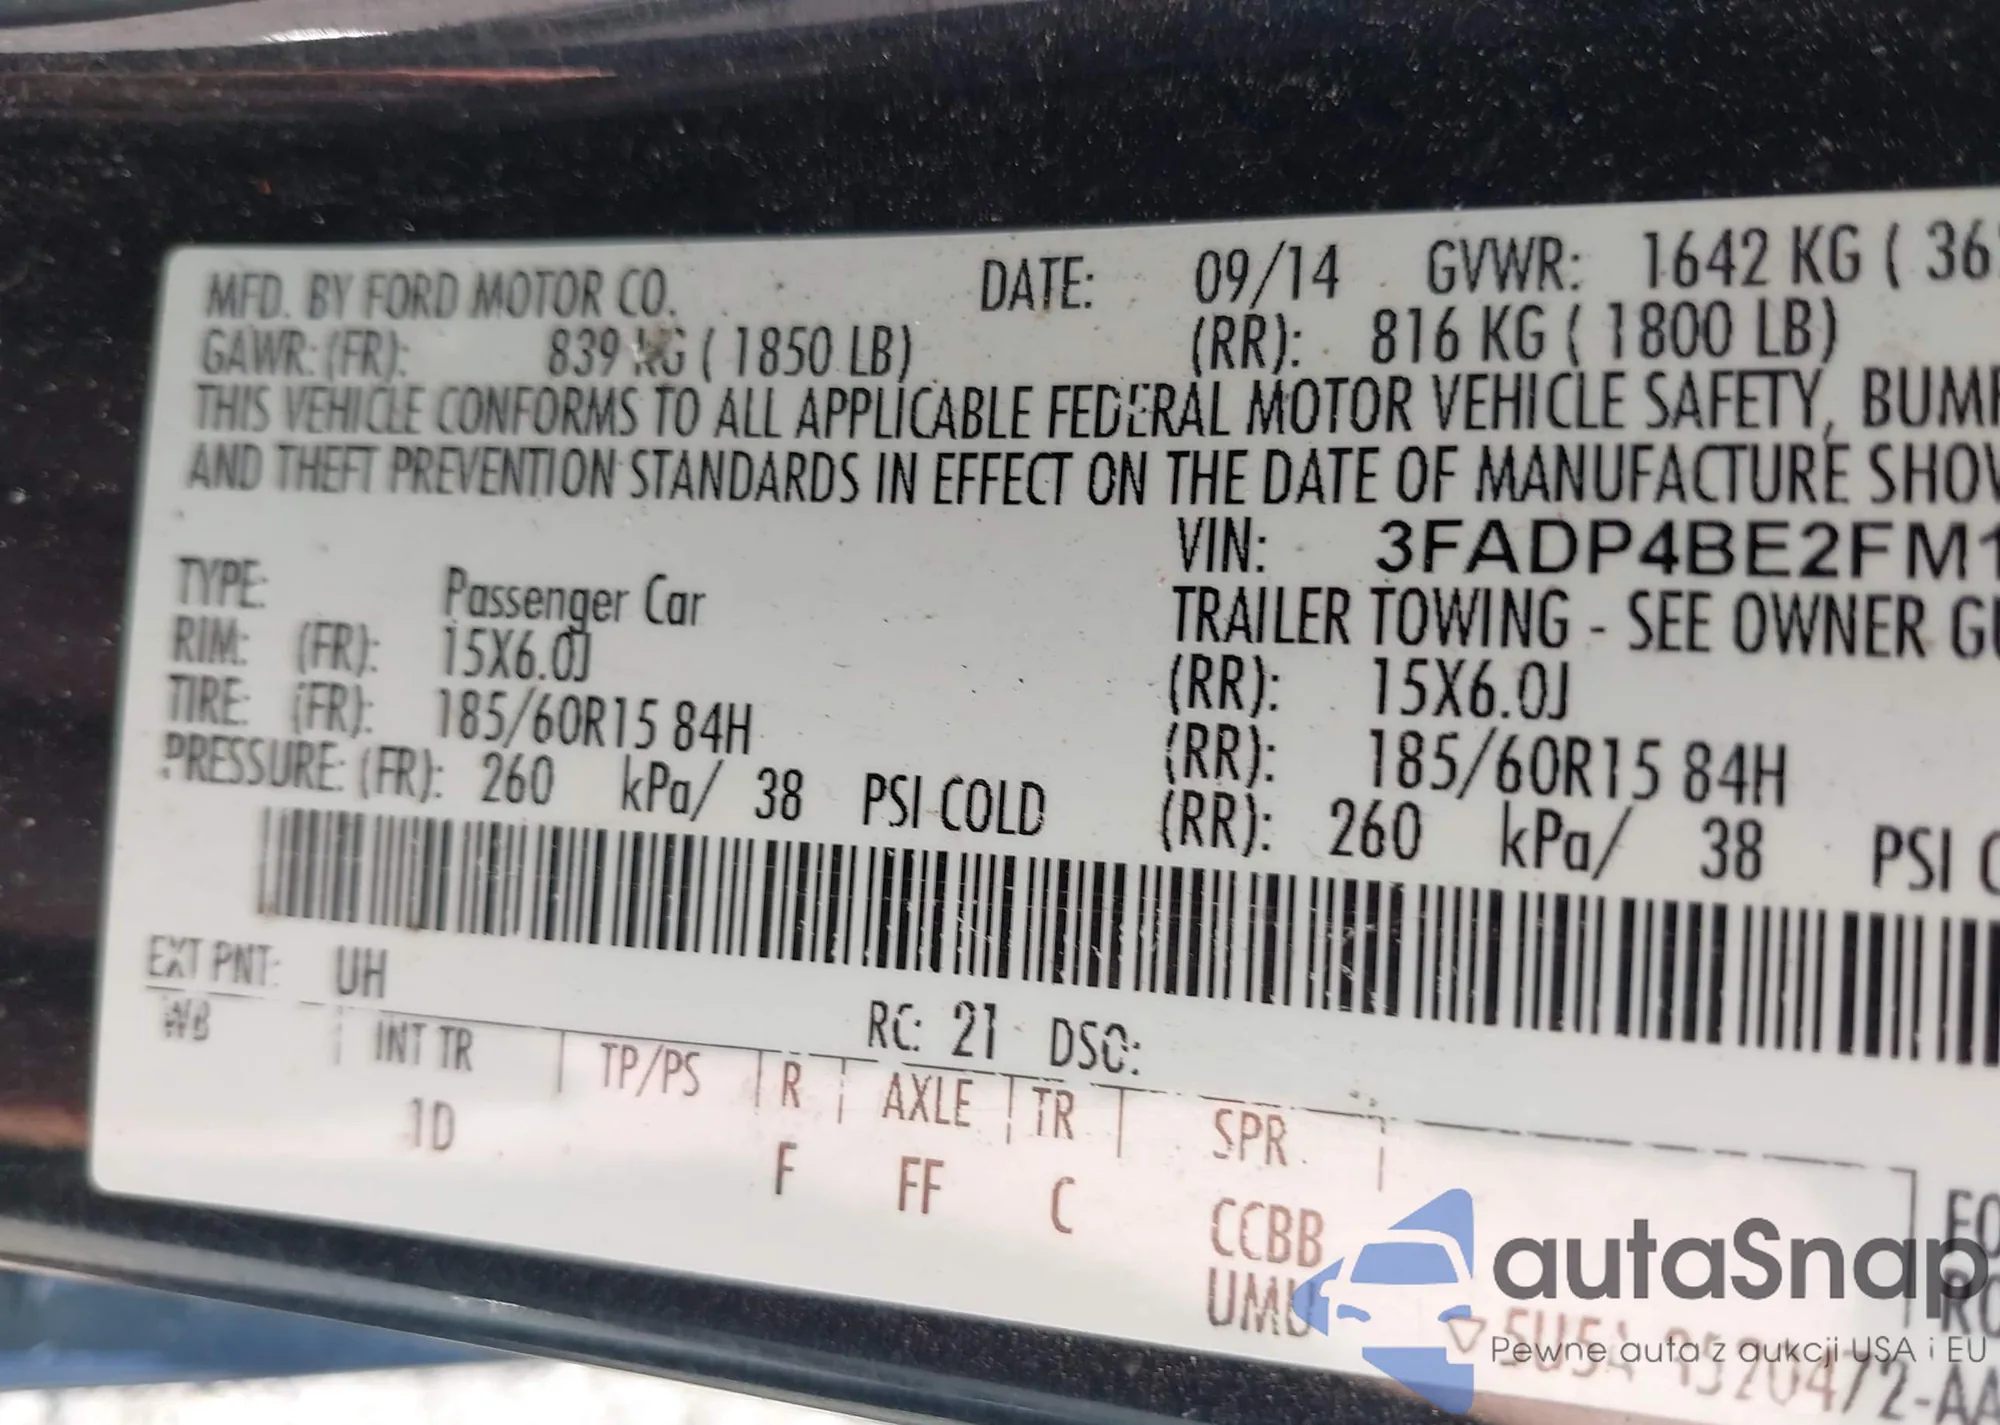 MFD. BY FORD MOTOR CO. DATE: 09/14 GVWR: 1642 KG ( 36
GAWR: (FR): 839 KG ( 1850 LB) (RR): 816 KG ( 1800 LB)
THIS VEHICLE CONFORMS TO ALL APPLICABLE FEDERAL MOTOR VEHICLE SAFETY, BUM
AND THEFT PREVENTION STANDARDS IN EFFECT ON THE DATE OF MANUFACTURE SHO
VIN: 3FADP4BE2FM1
TYPE: Passenger Car TRAILER TOWING - SEE OWNER GU
RIM: (FR): 15X6.0J (RR): 15X6.0J
TIRE: (FR): 185/60R15 84H (RR): 185/60R15 84H
PRESSURE: (FR): 260 kPa/ 38 PSI COLD (RR): 260 kPa/ 38 PSI C
EXT PNT: UH RC: 21 DSO:
WB INT TR TP/PS R AXLE TR SPR
1D F FF C CCBB
UMU
autaSnap
Pewne auta z aukcji USA i EU